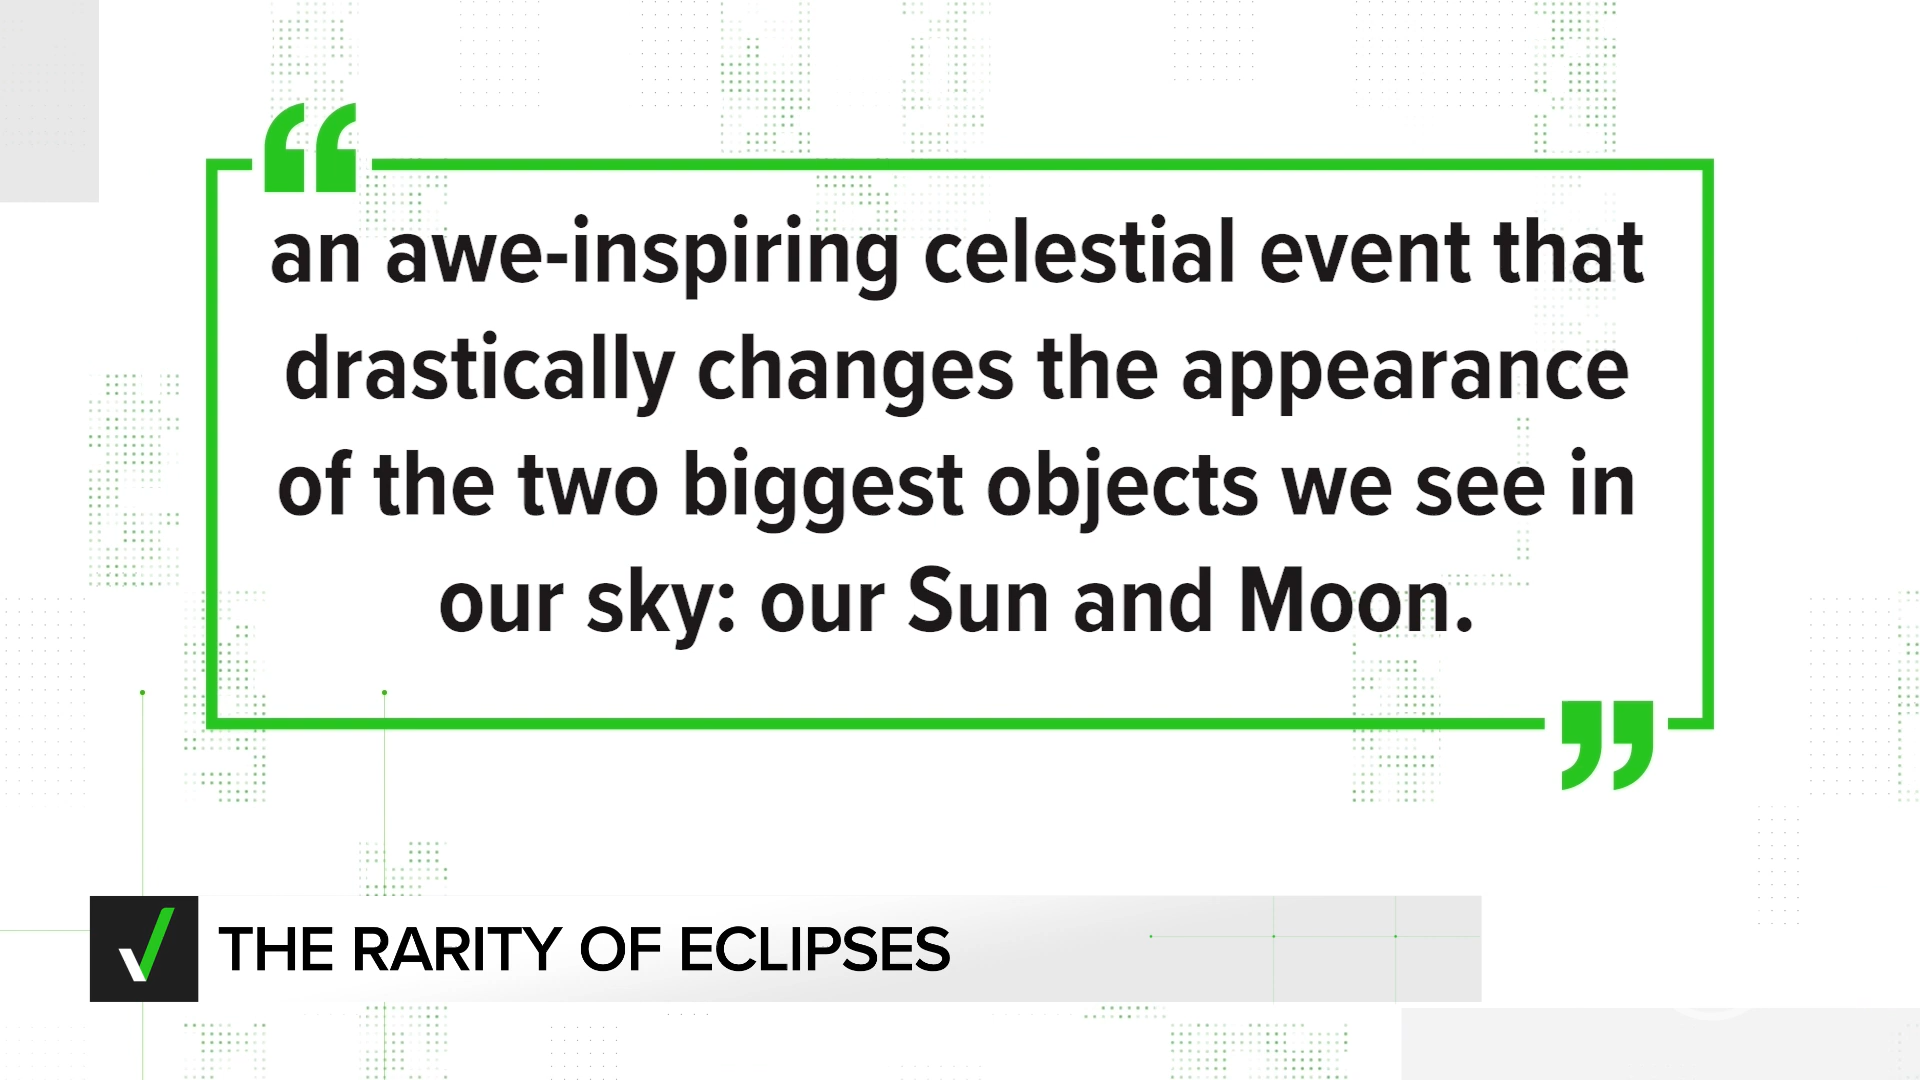 “
an awe-inspiring celestial event that
drastically changes the appearance
of the two biggest objects we see in
our sky: our Sun and Moon.
”
THE RARITY OF ECLIPSES